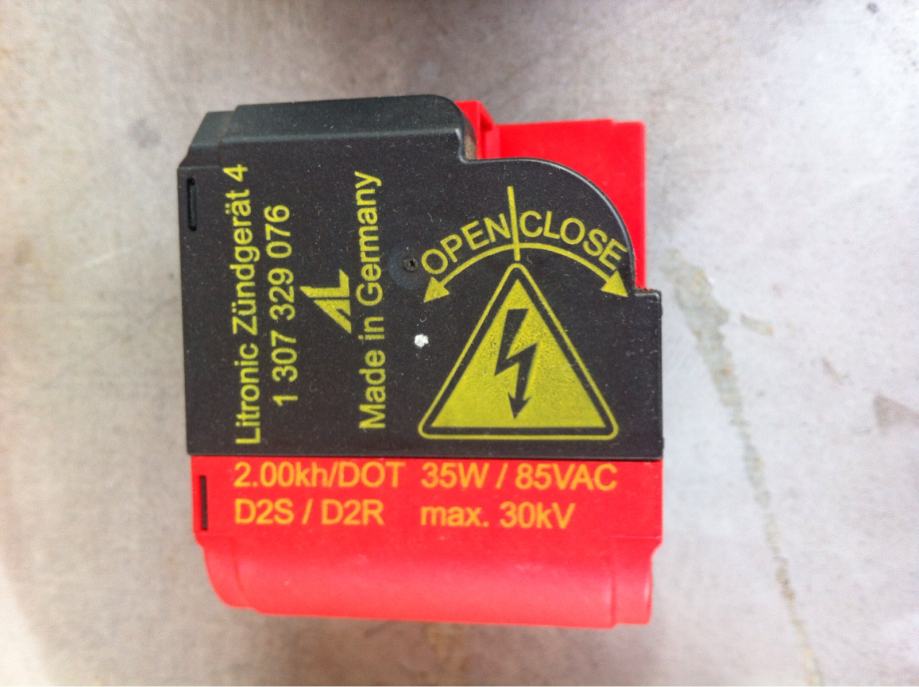 Litronic Zündgerät 4
1 307 329 076
AL
Made in Germany
OPEN CLOSE
2.00kh/DOT 35W / 85VAC
D2S / D2R max. 30kV